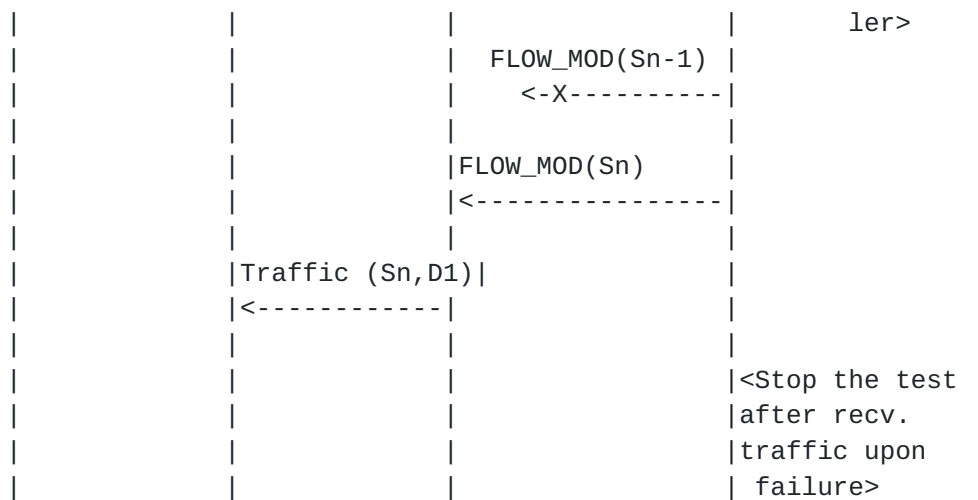 |             |             |                 |       ler>
|             |             |  FLOW_MOD(Sn-1) |
|             |             |    <-X----------|
|             |             |                 |
|             |             |FLOW_MOD(Sn)     |
|             |             |<----------------|
|             |             |                 |
|             |Traffic (Sn,D1)|               |
|             |<------------|                 |
|             |             |                 |
|             |             |                 |<Stop the test
|             |             |                 |after recv.
|             |             |                 |traffic upon
|             |             |                 | failure>